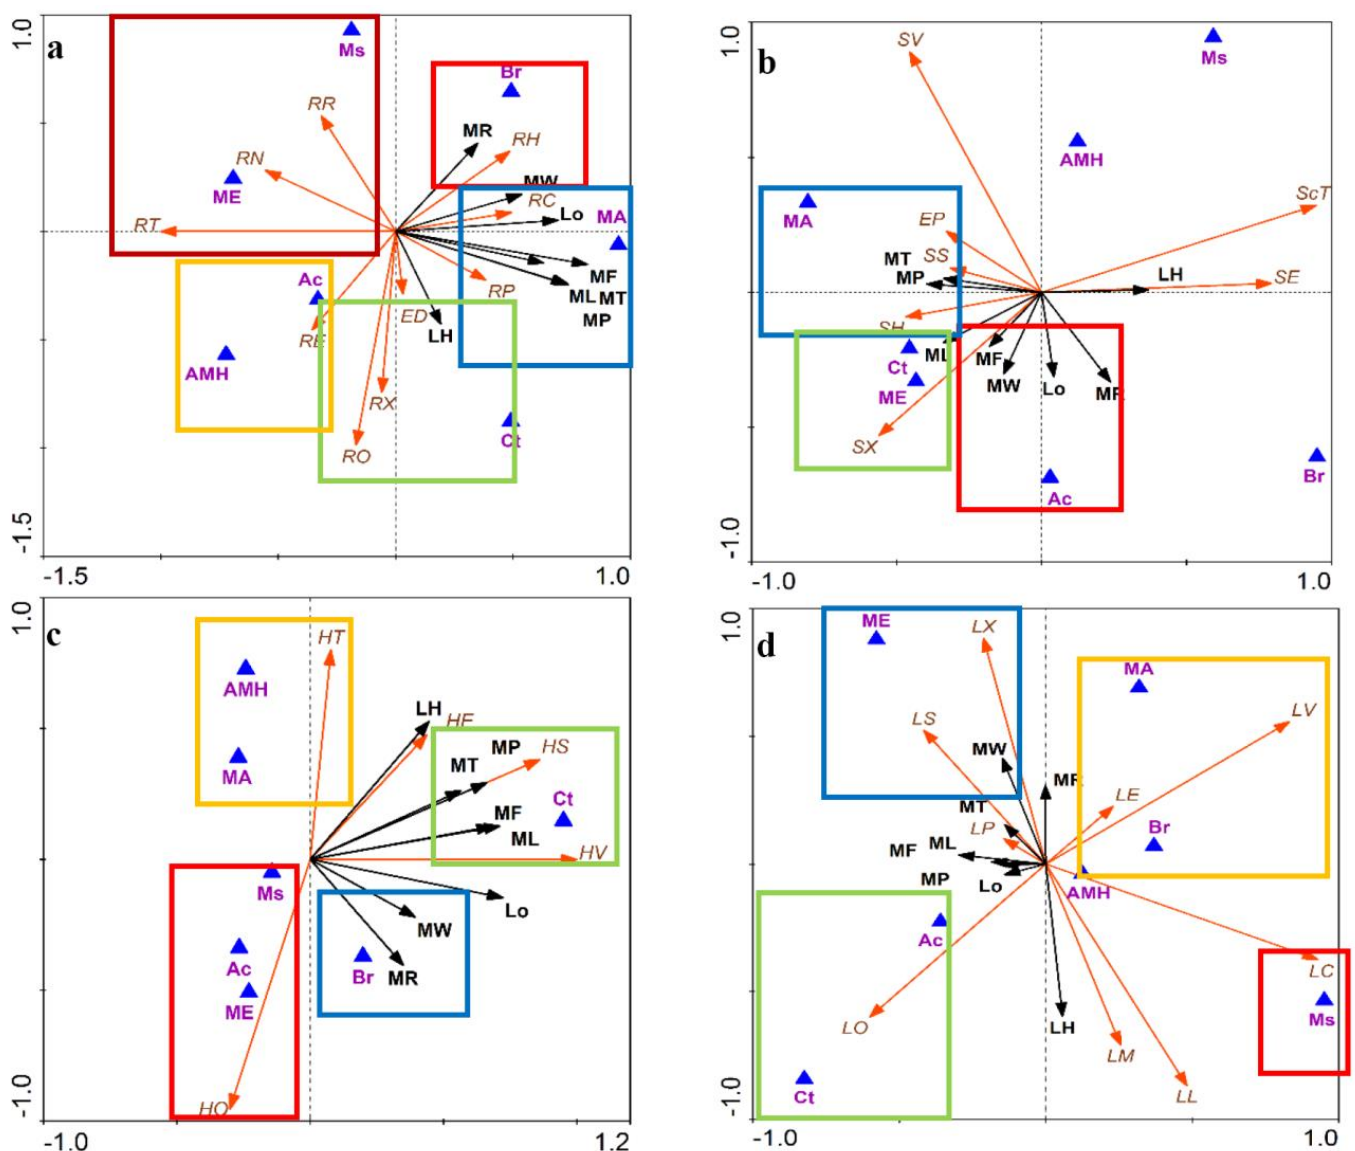 a
1.0
-1.5
-1.5
1.0
Ms
Br
RR
MR
RH
RN
ME
MW
RC
Lo
MA
RT
MF
RP
ML MT
MP
Ac
ED
LH
RE
AMH
RX
Ct
RO
b
1.0
-1.0
-1.0
1.0
SV
Ms
AMH
ScT
MA
EP
SS
MT
MP
LH
SE
SH
ML
MF
Ct
MW
Lo
MR
ME
SX
Ac
Br
c
1.0
-1.0
-1.0
1.2
HT
AMH
LH
HF
MP
HS
MA
MT
Ct
MF
ML
HV
Ms
Lo
MW
Ac
Br
MR
ME
HO
d
1.0
-1.0
-1.0
1.0
ME
LX
MA
LS
LV
MW
MR
MT
LE
LP
Br
ML
MF
MP
Lo
AMH
Ac
LC
LO
LH
Ms
LM
Ct
LL